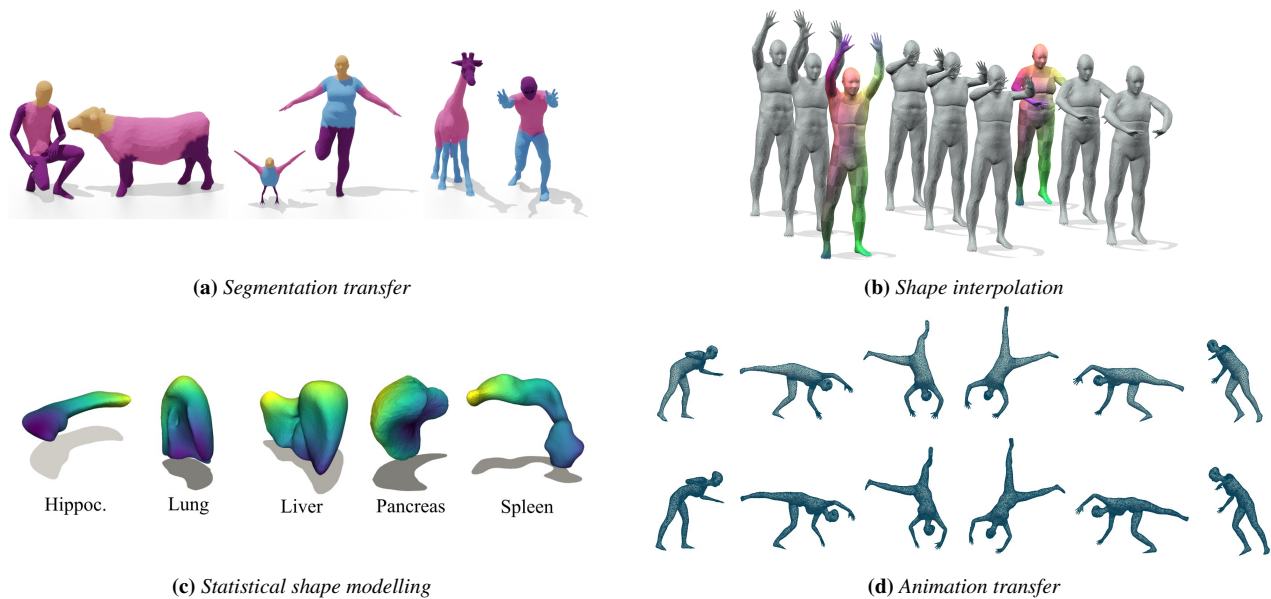 (a) Segmentation transfer
(b) Shape interpolation
Hippoc.
Lung
Liver
Pancreas
Spleen
(c) Statistical shape modelling
(d) Animation transfer